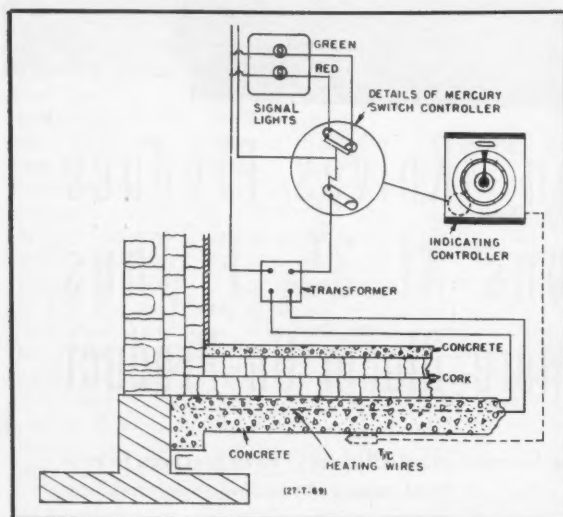 GREEN
RED
SIGNAL
LIGHTS
DETAILS OF MERCURY
SWITCH CONTROLLER
INDICATING
CONTROLLER
TRANSFORMER
CONCRETE
CORK
CONCRETE
T/C
HEATING WIRES
(27-T-69)